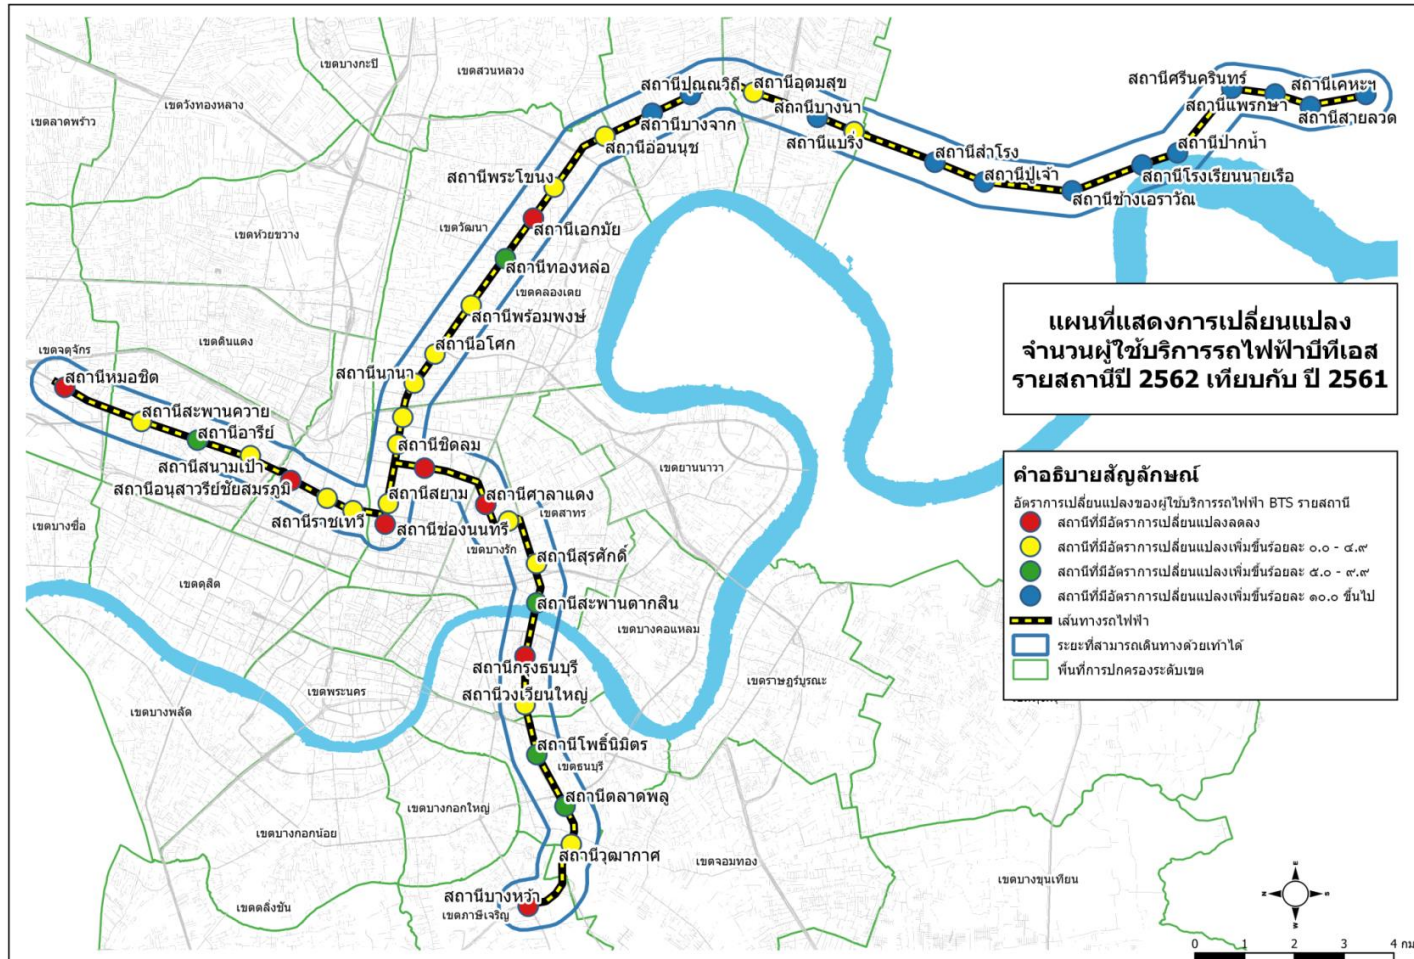 แผนที่แสดงการเปลี่ยนแปลง
จำนวนผู้ใช้บริการรถไฟฟ้าบีทีเอส
รายสถานีปี 2562 เทียบกับ ปี 2561
คำอธิบายสัญลักษณ์
อัตราการเปลี่ยนแปลงของผู้ใช้บริการรถไฟฟ้า BTS รายสถานี
สถานีที่มีอัตราการเปลี่ยนแปลงลดลง
สถานีที่มีอัตราการเปลี่ยนแปลงเพิ่มขึ้นร้อยละ ๐.๐ - ๔.๙
สถานีที่มีอัตราการเปลี่ยนแปลงเพิ่มขึ้นร้อยละ ๕.๐ - ๙.๙
สถานีที่มีอัตราการเปลี่ยนแปลงเพิ่มขึ้นร้อยละ ๑๐.๐ ขึ้นไป
เส้นทางรถไฟฟ้า
ระยะที่สามารถเดินทางด้วยเท้าได้
พื้นที่การปกครองระดับเขต
เขตบางกะปิ
เขตสวนหลวง
เขตวังทองหลาง
เขตลาดพร้าว
สถานีปุณณวิถี
สถานีอุดมสุข
สถานีศรีนครินทร์
สถานีเคหะฯ
สถานีบางนา
สถานีแพรกษา
สถานีสายลวด
สถานีบางจาก
สถานีแบริ่ง
สถานีอ่อนนุช
สถานีปากน้ำ
สถานีสำโรง
สถานีโรงเรียนนายเรือ
สถานีปู่เจ้า
สถานีช้างเอราวัณ
สถานีพระโขนง
เขตห้วยขวาง
เขตวัฒนา
สถานีเอกมัย
สถานีทองหล่อ
เขตคลองเตย
สถานีพร้อมพงษ์
เขตดินแดง
สถานีอโศก
เขตจตุจักร
สถานีนานา
สถานีหมอชิต
สถานีสะพานควาย
สถานีอารีย์
สถานีชิดลม
สถานีสนามเป้า
สถานีอนุสาวรีย์ชัยสมรภูมิ
เขตยานนาวา
สถานีสยาม
สถานีศาลาแดง
เขตสาทร
สถานีราชเทวี
สถานีช่องนนทรี
เขตบางซื่อ
เขตบางรัก
สถานีสุรศักดิ์
เขตดุสิต
สถานีสะพานตากสิน
เขตบางคอแหลม
สถานีกรุงธนบุรี
เขตราษฎร์บูรณะ
เขตพระนคร
สถานีวงเวียนใหญ่
เขตบางพลัด
สถานีโพธิ์นิมิตร
เขตธนบุรี
สถานีตลาดพลู
เขตบางกอกใหญ่
เขตบางกอกน้อย
สถานีวุฒากาศ
เขตจอมทอง
เขตบางขุนเทียน
สถานีบางหว้า
เขตตลิ่งชัน
เขตภาษีเจริญ
E
N
S
W
0 1 2 3 4 กม